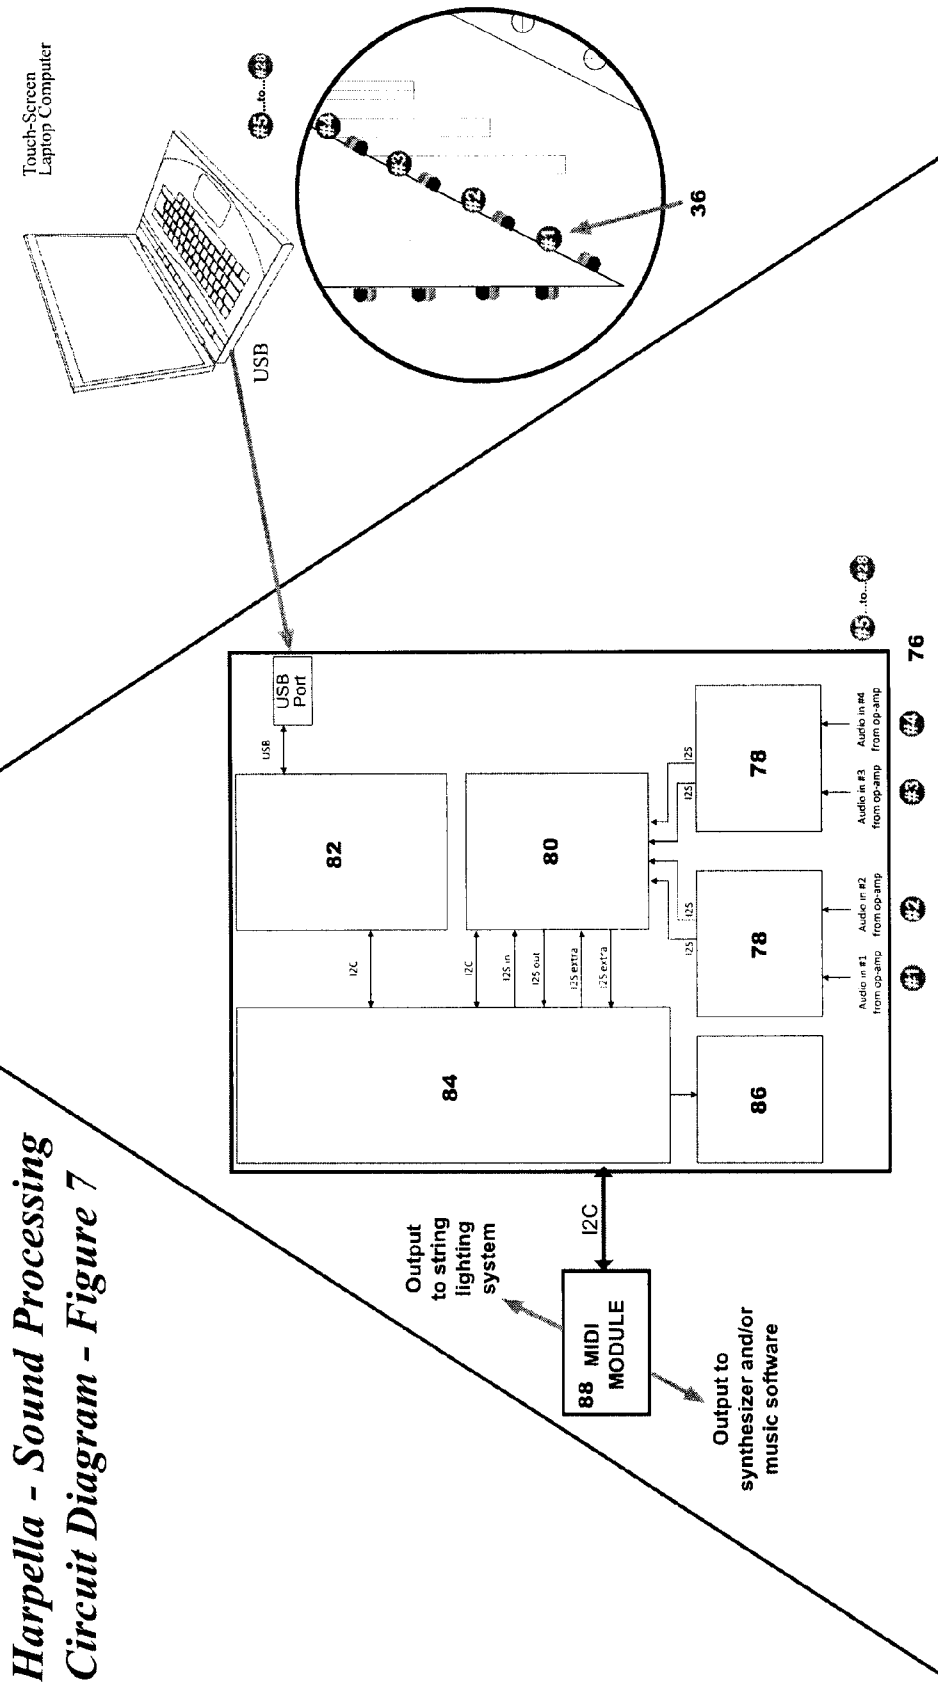 Harpella - Sound Processing
Circuit Diagram - Figure 7
Touch-Screen
Laptop Computer
USB
#5...to...#28
#4
#3
#2
#1
36
USB
Port
USB
82
80
84
86
78
78
I2C
I2C
I2S in
I2S out
I2S extra
I2S extra
I2S
I2S
I2S
I2S
Audio in #1
from op-amp
Audio in #2
from op-amp
Audio in #3
from op-amp
Audio in #4
from op-amp
#1
#2
#3
#4
76
#5...to...#28
I2C
88 MIDI
MODULE
Output
to string
lighting
system
Output to
synthesizer and/or
music software